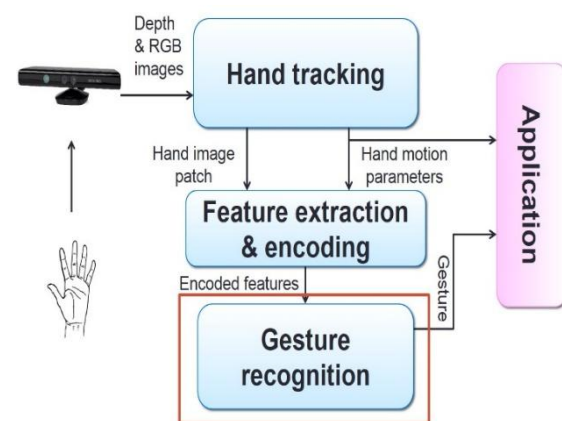 Depth
& RGB
images
Hand tracking
Hand image
patch
Hand motion
parameters
Application
Feature extraction
& encoding
Encoded features
Gesture
Gesture
recognition